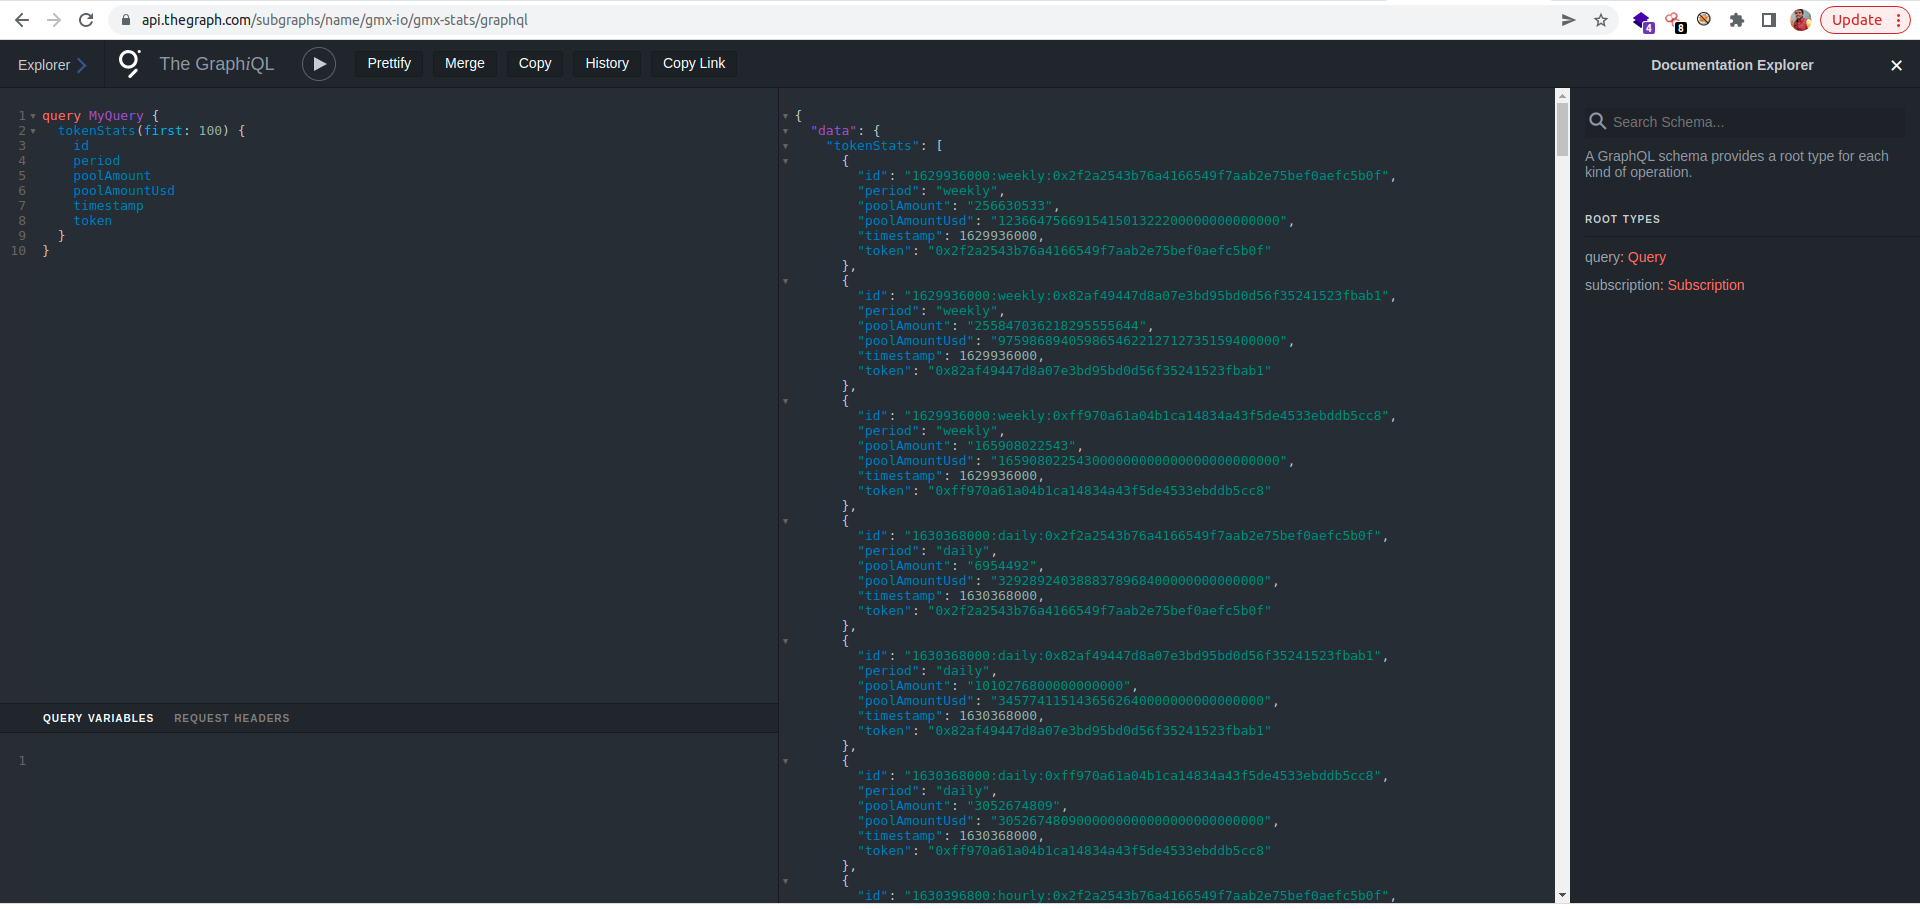 api.thegraph.com/subgraphs/name/gmx-io/gmx-stats/graphql
4
8
Update
Explorer
The GraphiQL
Prettify
Merge
Copy
History
Copy Link
Documentation Explorer
1 query MyQuery {
2 tokenStats(first: 100) {
3 id
4 period
5 poolAmount
6 poolAmountUsd
7 timestamp
8 token
9 }
10 }
QUERY VARIABLES REQUEST HEADERS
1
{
"data": {
"tokenStats": [
{
"id": "1629936000:weekly:0x2f2a2543b76a4166549f7aab2e75bef0aefc5b0f",
"period": "weekly",
"poolAmount": "256630533",
"poolAmountUsd": "1236647566915415013222000000000000000",
"timestamp": 1629936000,
"token": "0x2f2a2543b76a4166549f7aab2e75bef0aefc5b0f"
},
{
"id": "1629936000:weekly:0x82af49447d8a07e3bd95bd0d56f35241523fbab1",
"period": "weekly",
"poolAmount": "255847036218295555644",
"poolAmountUsd": "975986894059865462212712735159400000",
"timestamp": 1629936000,
"token": "0x82af49447d8a07e3bd95bd0d56f35241523fbab1"
},
{
"id": "1629936000:weekly:0xff970a61a04b1ca14834a43f5de4533ebddb5cc8",
"period": "weekly",
"poolAmount": "165908022543",
"poolAmountUsd": "165908022543000000000000000000000000",
"timestamp": 1629936000,
"token": "0xff970a61a04b1ca14834a43f5de4533ebddb5cc8"
},
{
"id": "1630368000:daily:0x2f2a2543b76a4166549f7aab2e75bef0aefc5b0f",
"period": "daily",
"poolAmount": "6954492",
"poolAmountUsd": "32928924038883789684000000000000000",
"timestamp": 1630368000,
"token": "0x2f2a2543b76a4166549f7aab2e75bef0aefc5b0f"
},
{
"id": "1630368000:daily:0x82af49447d8a07e3bd95bd0d56f35241523fbab1",
"period": "daily",
"poolAmount": "1010276800000000000",
"poolAmountUsd": "3457741151436562640000000000000000",
"timestamp": 1630368000,
"token": "0x82af49447d8a07e3bd95bd0d56f35241523fbab1"
},
{
"id": "1630368000:daily:0xff970a61a04b1ca14834a43f5de4533ebddb5cc8",
"period": "daily",
"poolAmount": "3052674809",
"poolAmountUsd": "3052674809000000000000000000000000",
"timestamp": 1630368000,
"token": "0xff970a61a04b1ca14834a43f5de4533ebddb5cc8"
},
{
"id": "1630396800:hourly:0x2f2a2543b76a4166549f7aab2e75bef0aefc5b0f",
Search Schema...
A GraphQL schema provides a root type for each
kind of operation.
ROOT TYPES
query: Query
subscription: Subscription